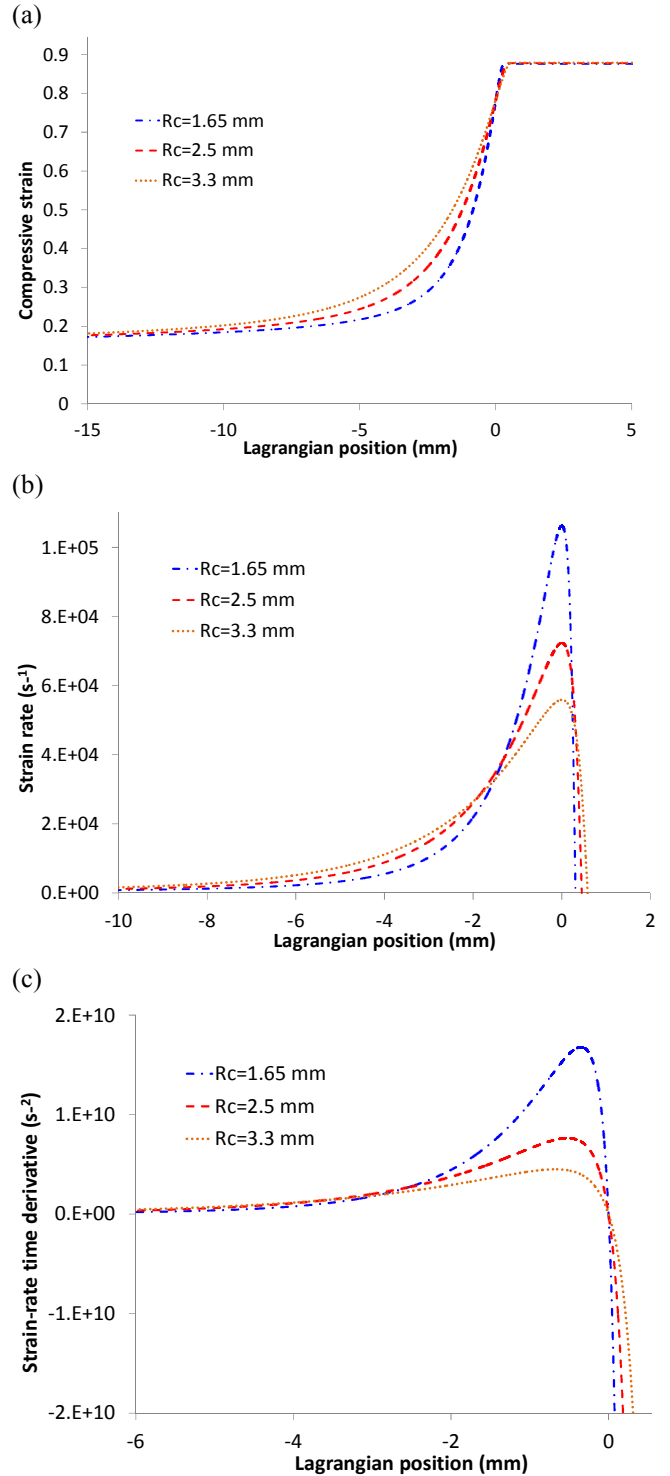 (a)
0.9
0.8
0.7
0.6
0.5
0.4
0.3
0.2
0.1
0
Compressive strain
Rc=1.65 mm
Rc=2.5 mm
Rc=3.3 mm
-15
-10
-5
0
5
Lagrangian position (mm)
(b)
1.E+05
8.E+04
6.E+04
4.E+04
2.E+04
0.E+00
Strain rate (s-1)
Rc=1.65 mm
Rc=2.5 mm
Rc=3.3 mm
-10
-8
-6
-4
-2
0
2
Lagrangian position (mm)
(c)
2.E+10
1.E+10
0.E+00
-1.E+10
-2.E+10
Strain-rate time derivative (s-2)
Rc=1.65 mm
Rc=2.5 mm
Rc=3.3 mm
-6
-4
-2
0
Lagrangian position (mm)